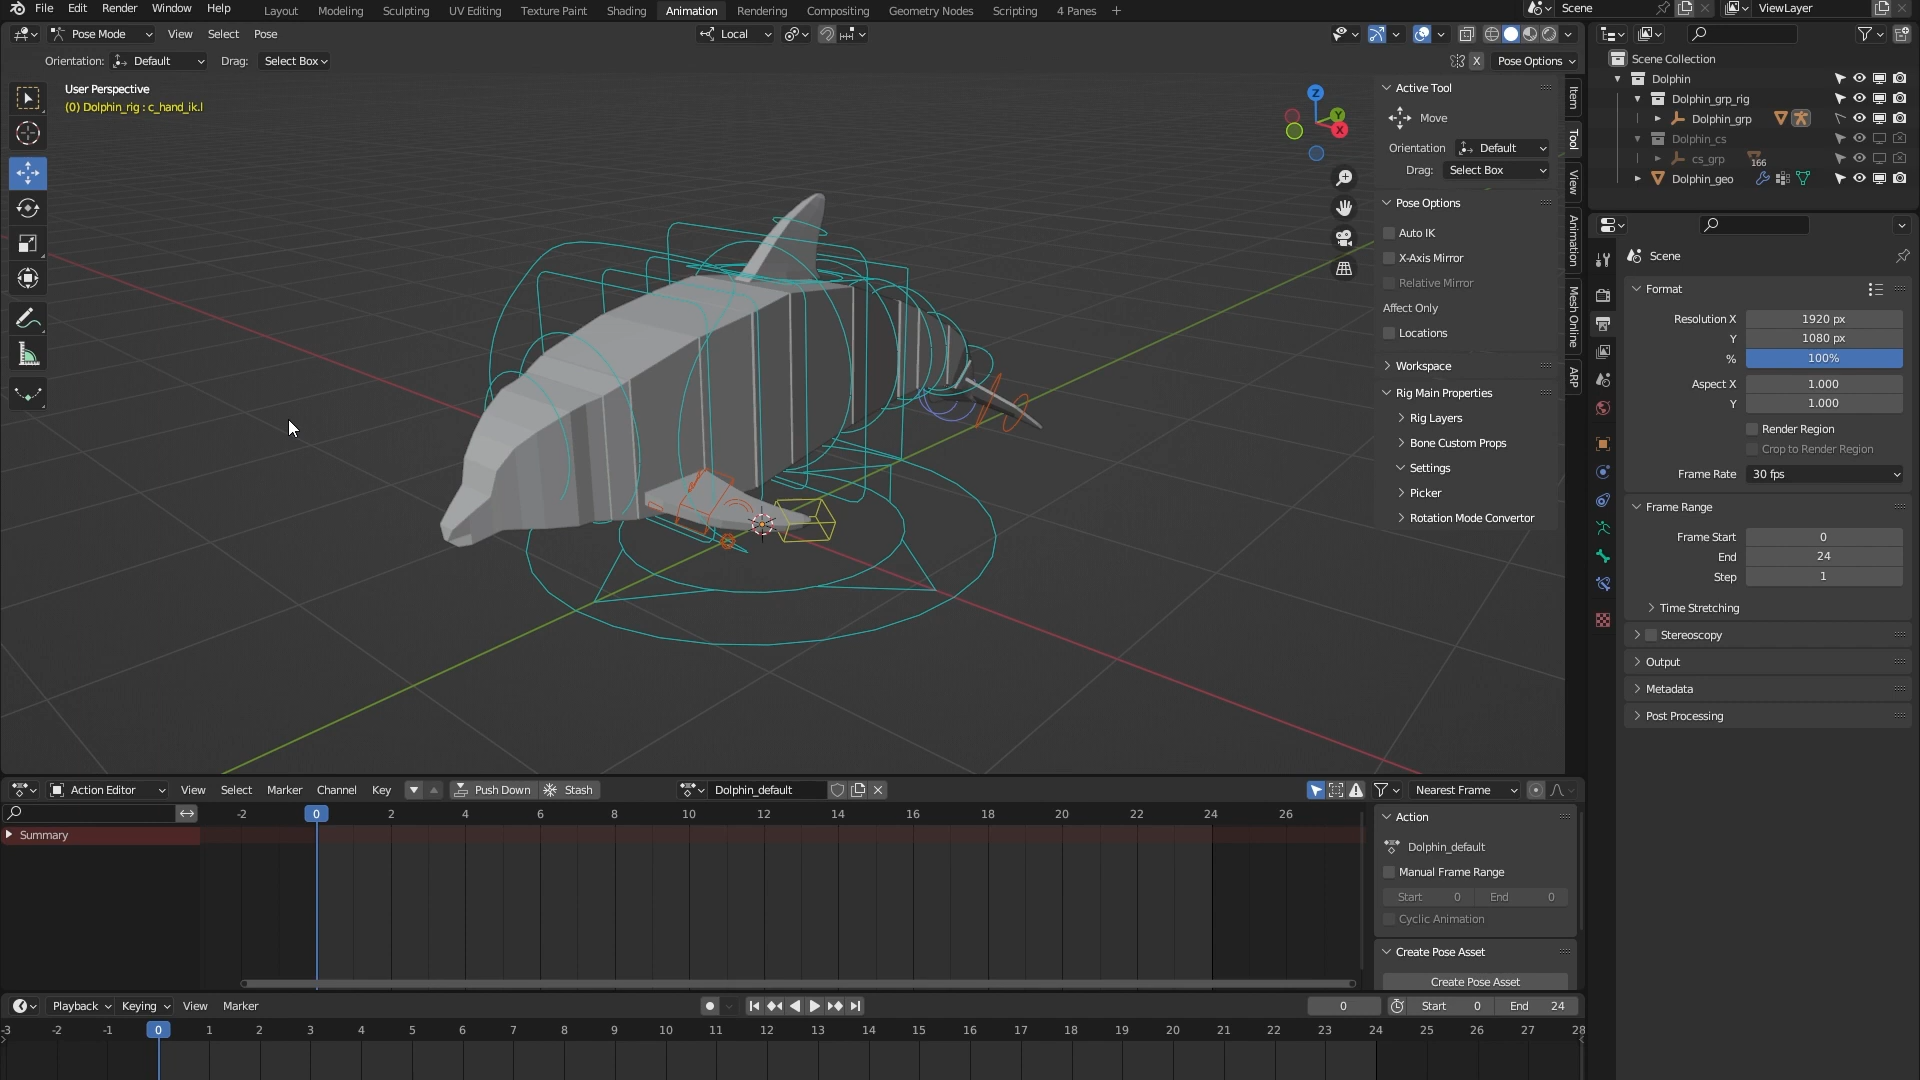 File Edit Render Window Help Layout Modeling Sculpting UV Editing Texture Paint Shading Animation Rendering Compositing Geometry Nodes Scripting 4 Panes + Scene ViewLayer
Pose Mode View Select Pose Local
Orientation: Default Drag: Select Box X Pose Options
User Perspective
(0) Dolphin_rig : c_hand_ik.l
Z
Y
X
Active Tool
Move
Orientation Default
Drag: Select Box
Pose Options
Auto IK
X-Axis Mirror
Relative Mirror
Affect Only
Locations
Workspace
Rig Main Properties
Rig Layers
Bone Custom Props
Settings
Picker
Rotation Mode Convertor
Item
Tool
View
Animation
Mesh Online
ARP
Scene Collection
Dolphin
Dolphin_grp_rig
Dolphin_grp
Dolphin_cs
cs_grp 166
Dolphin_geo
Scene
Format
Resolution X 1920 px
Y 1080 px
% 100%
Aspect X 1.000
Y 1.000
Render Region
Crop to Render Region
Frame Rate 30 fps
Frame Range
Frame Start 0
End 24
Step 1
Time Stretching
Stereoscopy
Output
Metadata
Post Processing
Action Editor View Select Marker Channel Key Push Down Stash Dolphin_default Nearest Frame
-2 0 2 4 6 8 10 12 14 16 18 20 22 24 26
Summary
Action
Dolphin_default
Manual Frame Range
Start 0 End 0
Cyclic Animation
Create Pose Asset
Create Pose Asset
Playback Keying View Marker 0 Start 0 End 24
-3 -2 -1 0 1 2 3 4 5 6 7 8 9 10 11 12 13 14 15 16 17 18 19 20 21 22 23 24 25 26 27 28